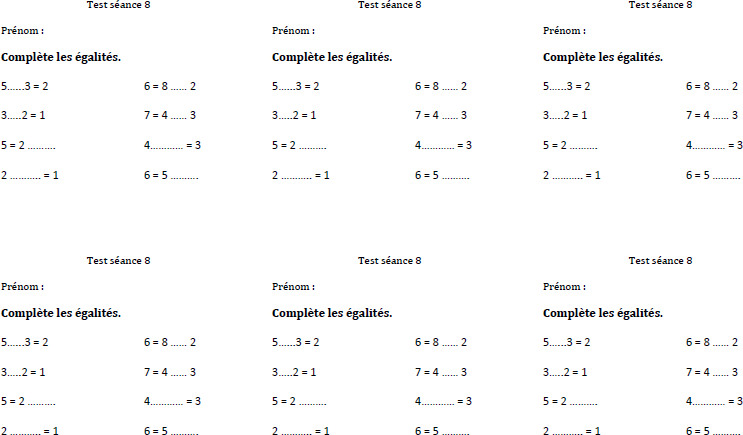 Test séance 8 Test séance 8 Test séance 8
Prénom : Prénom : Prénom :
Complète les égalités. Complète les égalités. Complète les égalités.
5......3 = 2 6 = 8 ...... 2 5......3 = 2 6 = 8 ...... 2 5......3 = 2 6 = 8 ...... 2
3.....2 = 1 7 = 4 ...... 3 3.....2 = 1 7 = 4 ...... 3 3.....2 = 1 7 = 4 ...... 3
5 = 2 .......... 4............ = 3 5 = 2 .......... 4............ = 3 5 = 2 .......... 4............ = 3
2 ........... = 1 6 = 5 .......... 2 ........... = 1 6 = 5 .......... 2 ........... = 1 6 = 5 ..........
Test séance 8 Test séance 8 Test séance 8
Prénom : Prénom : Prénom :
Complète les égalités. Complète les égalités. Complète les égalités.
5......3 = 2 6 = 8 ...... 2 5......3 = 2 6 = 8 ...... 2 5......3 = 2 6 = 8 ...... 2
3.....2 = 1 7 = 4 ...... 3 3.....2 = 1 7 = 4 ...... 3 3.....2 = 1 7 = 4 ...... 3
5 = 2 .......... 4............ = 3 5 = 2 .......... 4............ = 3 5 = 2 .......... 4............ = 3
2 ........... = 1 6 = 5 .......... 2 ........... = 1 6 = 5 .......... 2 ........... = 1 6 = 5 ..........